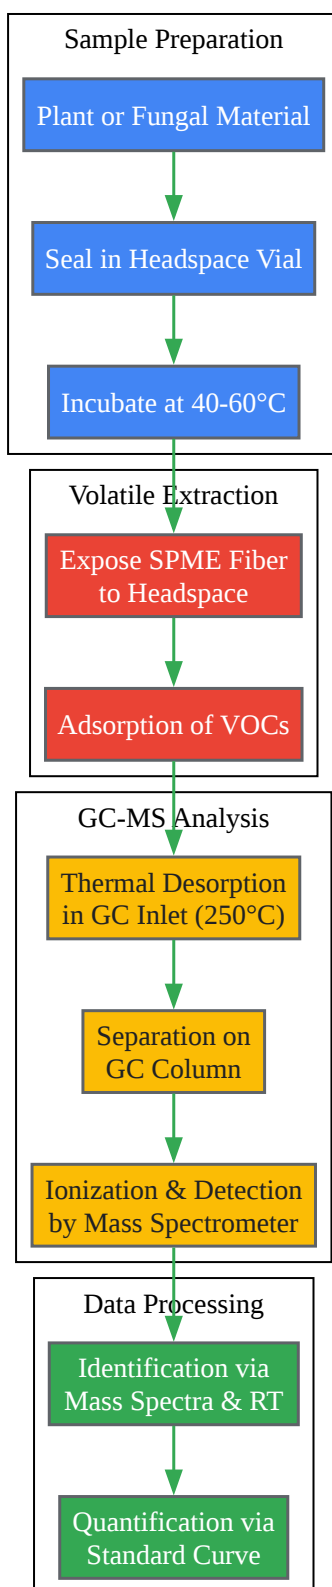 Sample Preparation
Plant or Fungal Material
Seal in Headspace Vial
Incubate at 40-60°C
Volatile Extraction
Expose SPME Fiber
to Headspace
Adsorption of VOCs
GC-MS Analysis
Thermal Desorption
in GC Inlet (250°C)
Separation on
GC Column
Ionization & Detection
by Mass Spectrometer
Data Processing
Identification via
Mass Spectra & RT
Quantification via
Standard Curve